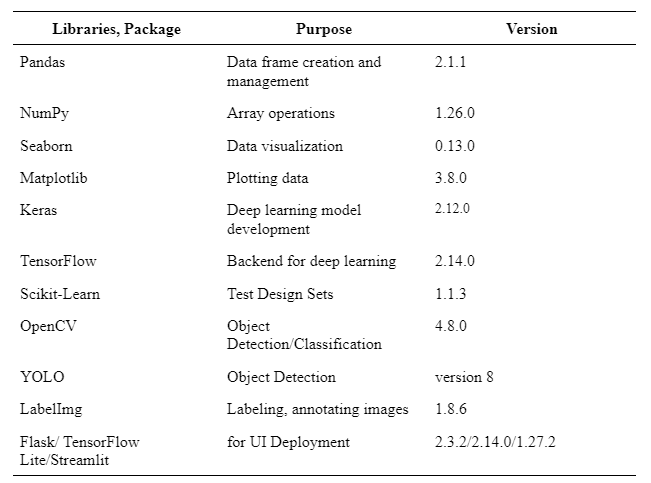 Libraries, Package Purpose Version
Pandas Data frame creation and management 2.1.1
NumPy Array operations 1.26.0
Seaborn Data visualization 0.13.0
Matplotlib Plotting data 3.8.0
Keras Deep learning model development 2.12.0
TensorFlow Backend for deep learning 2.14.0
Scikit-Learn Test Design Sets 1.1.3
OpenCV Object Detection/Classification 4.8.0
YOLO Object Detection version 8
LabelImg Labeling, annotating images 1.8.6
Flask/ TensorFlow Lite/Streamlit for UI Deployment 2.3.2/2.14.0/1.27.2